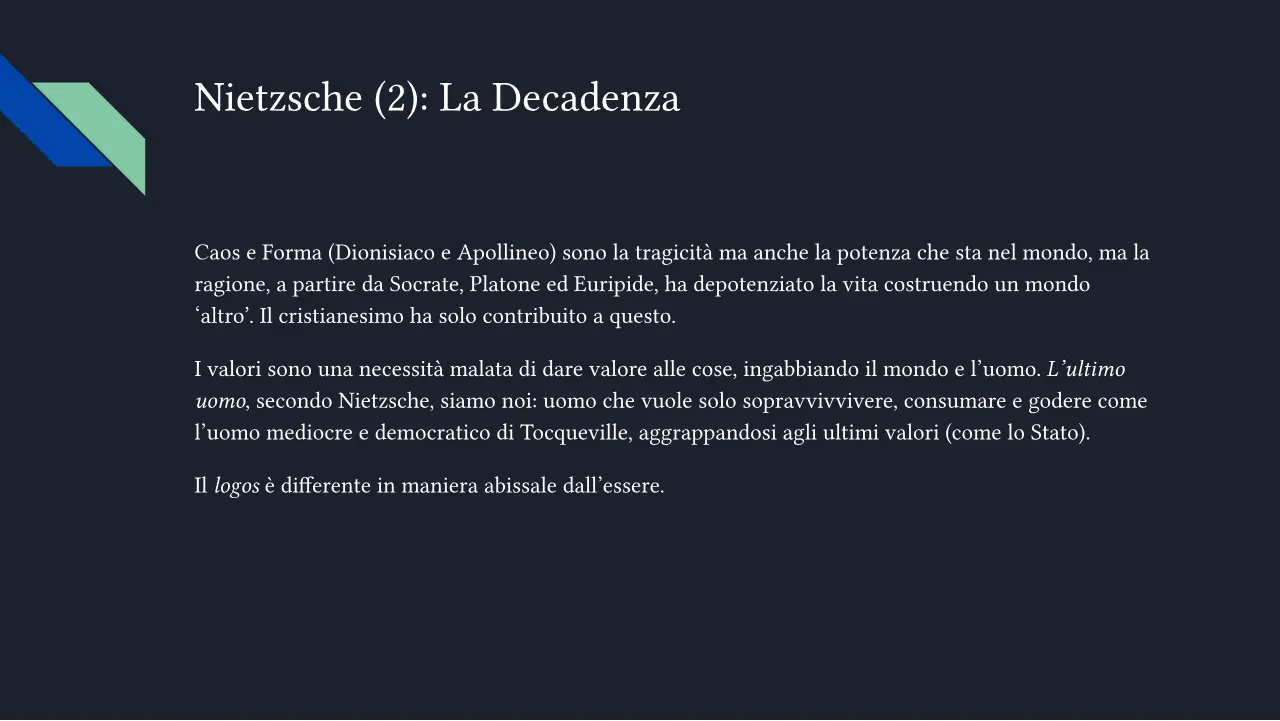 Nietzsche (2): La Decadenza
Caos e Forma (Dionisiaco e Apollineo) sono la tragicità ma anche la potenza che sta nel mondo, ma la
ragione, a partire da Socrate, Platone ed Euripide, ha depotenziato la vita costruendo un mondo
‘altro’. Il cristianesimo ha solo contribuito a questo.
I valori sono una necessità malata di dare valore alle cose, ingabbiando il mondo e l’uomo. L’ultimo
uomo, secondo Nietzsche, siamo noi: uomo che vuole solo sopravvivvivere, consumare e godere come
l’uomo mediocre e democratico di Tocqueville, aggrappandosi agli ultimi valori (come lo Stato).
Il logos è differente in maniera abissale dall’essere.